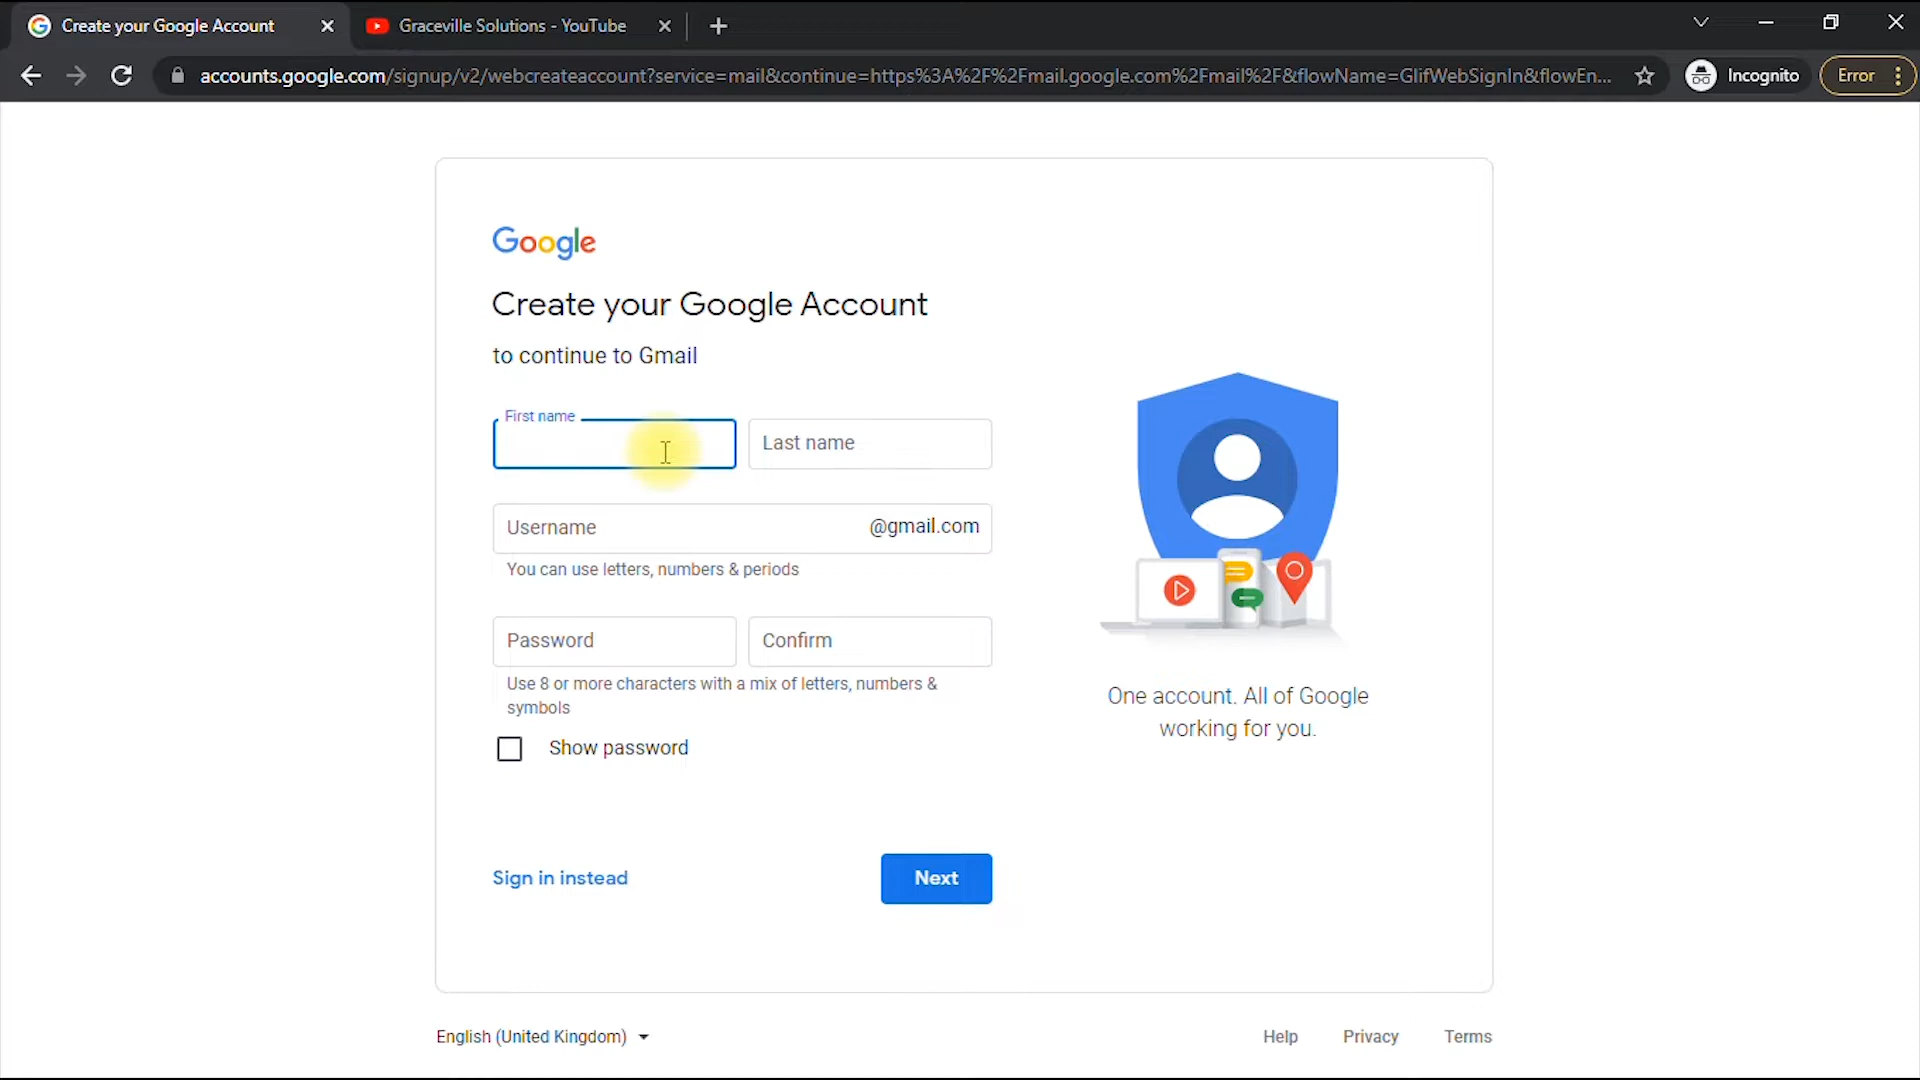 Create your Google Account
Graceville Solutions - YouTube
accounts.google.com/signup/v2/webcreateaccount?service=mail&continue=https%3A%2F%2Fmail.google.com%2Fmail%2F&flowName=GlifWebSignIn&flowEn...
Incognito
Error
Google
Create your Google Account
to continue to Gmail
First name
Last name
Username
@gmail.com
You can use letters, numbers & periods
Password
Confirm
Use 8 or more characters with a mix of letters, numbers &
symbols
Show password
Sign in instead
Next
One account. All of Google
working for you.
English (United Kingdom)
Help
Privacy
Terms